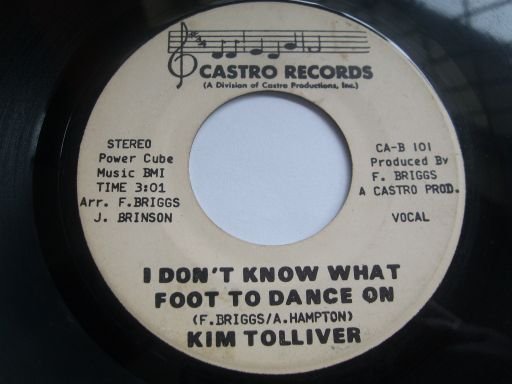 CASTRO RECORDS
(A Division of Castro Productions, Inc.)
STEREO
Power Cube
Music BMI
TIME 3:01
Arr. F.BRIGGS
J. BRINSON
CA-B 101
Produced By
F. BRIGGS
A CASTRO PROD.
VOCAL
I DON'T KNOW WHAT
FOOT TO DANCE ON
(F.BRIGGS/A.HAMPTON)
KIM TOLLIVER